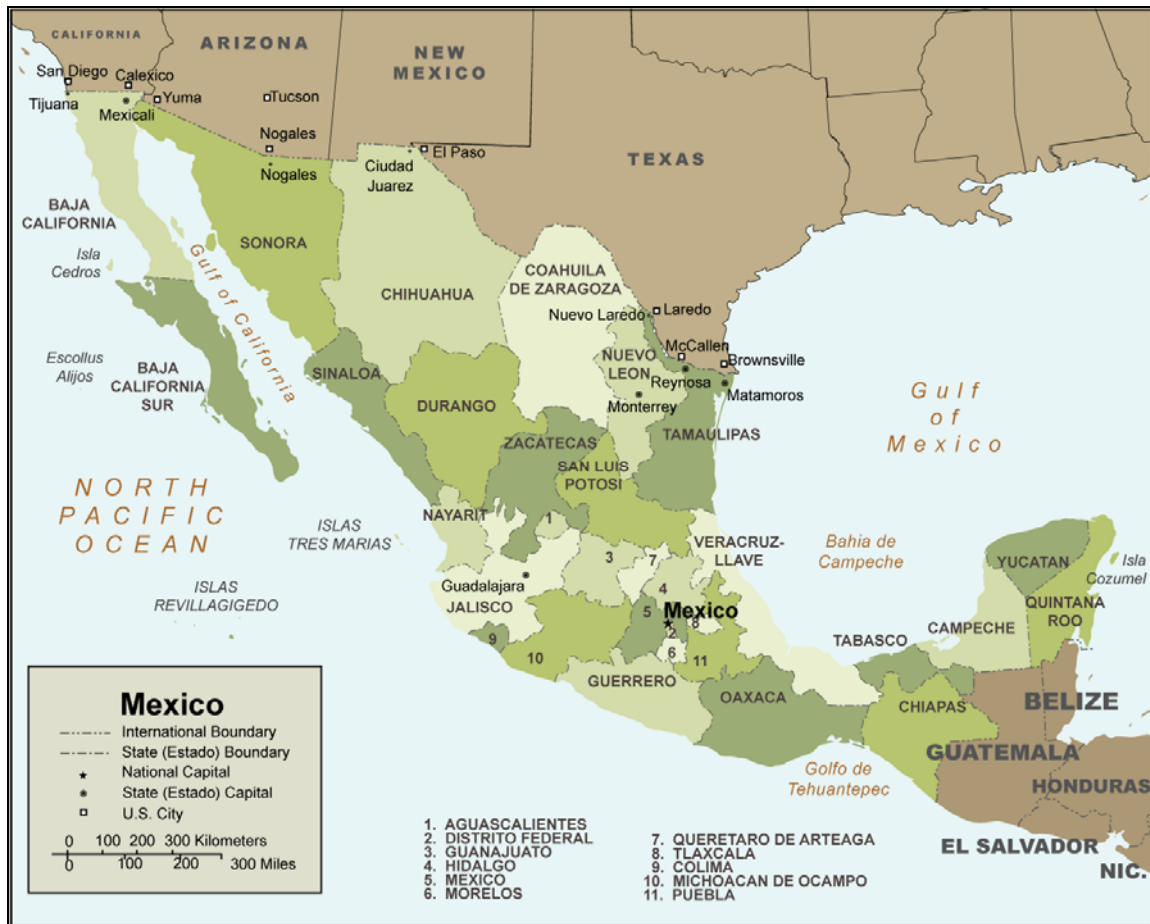 CALIFORNIA
ARIZONA
NEW
MEXICO
TEXAS
San Diego
Calexico
Tijuana
Mexicali
Yuma
Tucson
Nogales
Nogales
El Paso
Ciudad
Juarez
BAJA
CALIFORNIA
SONORA
Isla
Cedros
Gulf of California
CHIHUAHUA
COAHUILA
DE ZARAGOZA
Nuevo Laredo
Laredo
McCallen
Brownsville
NUEVO
LEON
Reynosa
Matamoros
Monterrey
Escollus
Alijos
BAJA
CALIFORNIA
SUR
SINALOA
DURANGO
ZACATECAS
TAMAULIPAS
SAN LUIS
POTOSI
Gulf
of
Mexico
NORTH
PACIFIC
OCEAN
ISLAS
TRES MARIAS
NAYARIT
1
3
7
4
VERACRUZ-
LLAVE
Bahia de
Campeche
YUCATAN
Isla
Cozumel
QUINTANA
ROO
ISLAS
REVILLAGIGEDO
Guadalajara
JALISCO
5
Mexico
8
2
6
9
10
11
GUERRERO
OAXACA
TABASCO
CAMPECHE
CHIAPAS
BELIZE
GUATEMALA
HONDURAS
EL SALVADOR
NIC.
Golfo de
Tehuantepec
Mexico
International Boundary
State (Estado) Boundary
National Capital
State (Estado) Capital
U.S. City
0 100 200 300 Kilometers
0 100 200 300 Miles
1. AGUASCALIENTES
2. DISTRITO FEDERAL
3. GUANAJUATO
4. HIDALGO
5. MEXICO
6. MORELOS
7. QUERETARO DE ARTEAGA
8. TLAXCALA
9. COLIMA
10. MICHOACAN DE OCAMPO
11. PUEBLA